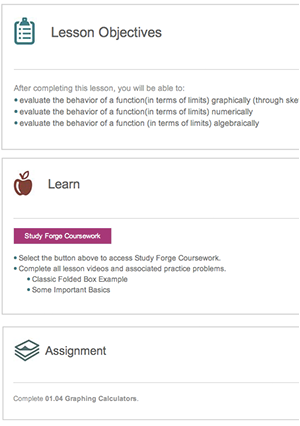 Lesson Objectives
After completing this lesson, you will be able to:
• evaluate the behavior of a function(in terms of limits) graphically (through ske
• evaluate the behavior of a function(in terms of limits) numerically
• evaluate the behavior of a function (in terms of limits) algebraically
Learn
Study Forge Coursework
• Select the button above to access Study Forge Coursework.
• Complete all lesson videos and associated practice problems.
• Classic Folded Box Example
• Some Important Basics
Assignment
Complete 01.04 Graphing Calculators.